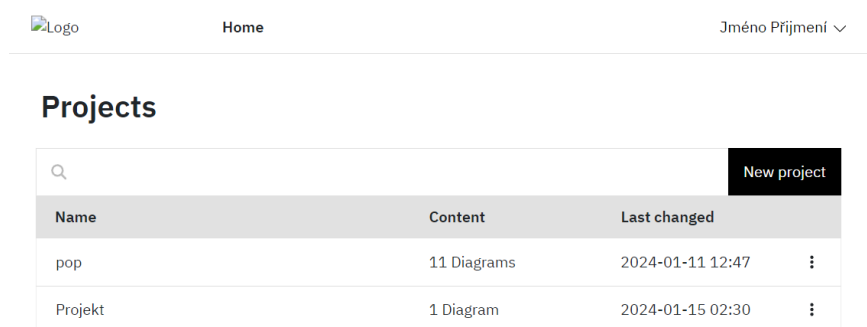 Logo Home Jméno Přijmení
Projects
New project
Name Content Last changed
pop 11 Diagrams 2024-01-11 12:47
Projekt 1 Diagram 2024-01-15 02:30